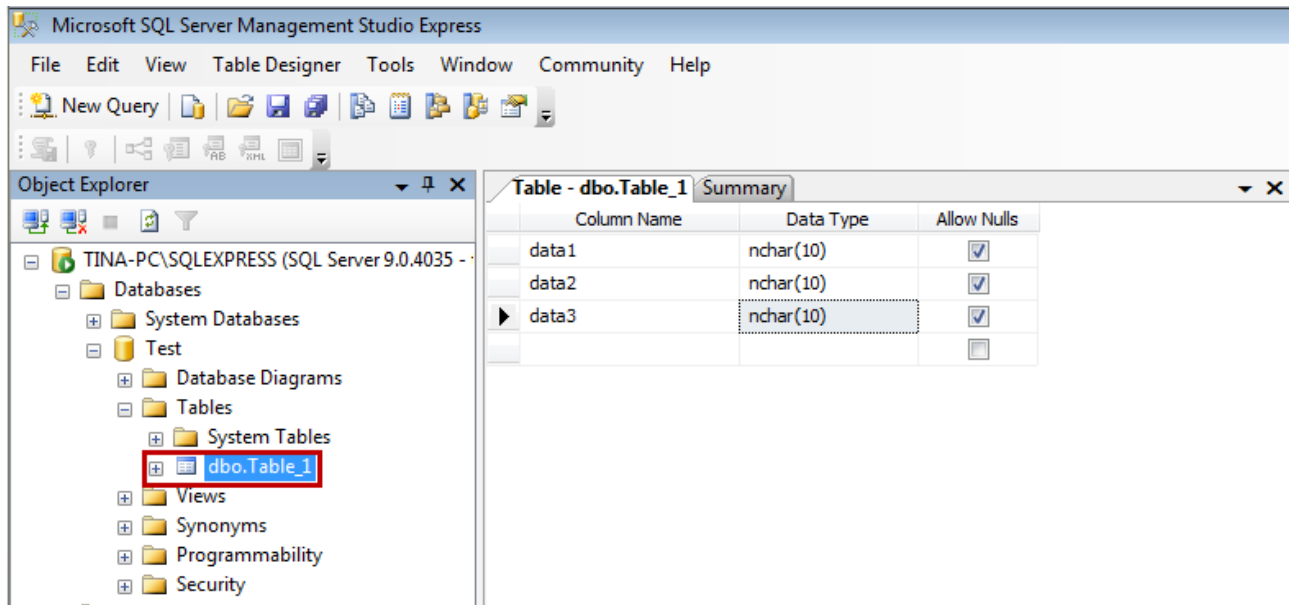 Microsoft SQL Server Management Studio Express
File Edit View Table Designer Tools Window Community Help
New Query
Object Explorer
TINA-PC\SQLEXPRESS (SQL Server 9.0.4035 -
Databases
System Databases
Test
Database Diagrams
Tables
System Tables
dbo.Table_1
Views
Synonyms
Programmability
Security
Table - dbo.Table_1 Summary
Column Name Data Type Allow Nulls
data1 nchar(10)
data2 nchar(10)
data3 nchar(10)